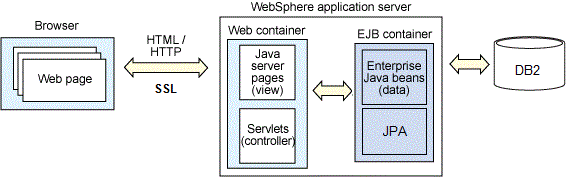 WebSphere application server
Browser
Web page
HTML /
HTTP
SSL
Web container
Java
server
pages
(view)
Servlets
(controller)
EJB container
Enterprise
Java beans
(data)
JPA
DB2